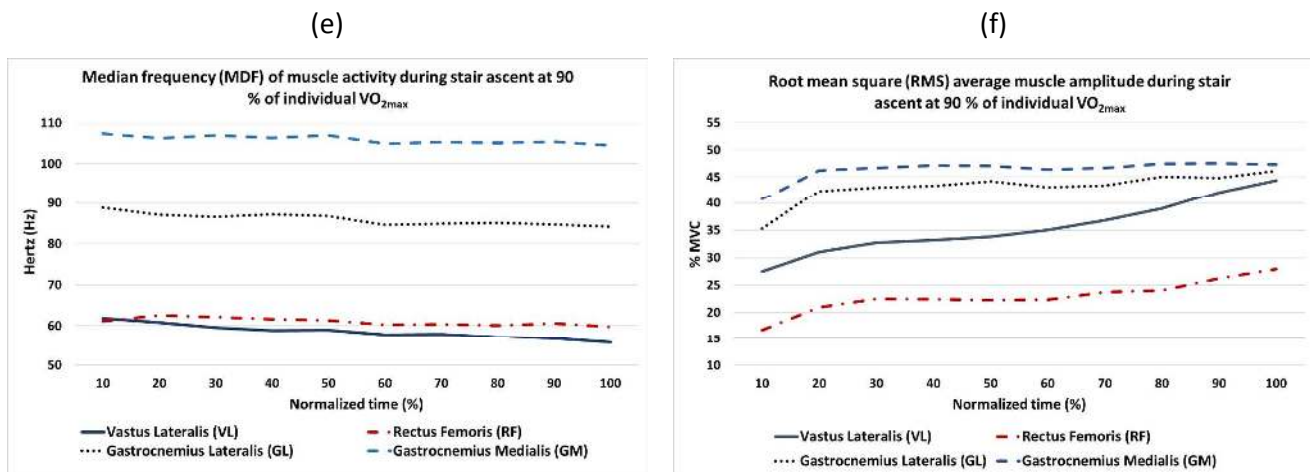 (e)
(f)
Median frequency (MDF) of muscle activity during stair ascent at 90
% of individual VO2max
110
100
90
80
70
60
50
Hertz (Hz)
10 20 30 40 50 60 70 80 90 100
Normalized time (%)
Vastus Lateralis (VL)
Rectus Femoris (RF)
Gastrocnemius Lateralis (GL)
Gastrocnemius Medialis (GM)
Root mean square (RMS) average muscle amplitude during stair
ascent at 90 % of individual VO2max
55
50
45
40
35
30
25
20
15
10
% MVC
10 20 30 40 50 60 70 80 90 100
Normalized time (%)
Vastus Lateralis (VL)
Rectus Femoris (RF)
Gastrocnemius Lateralis (GL)
Gastrocnemius Medialis (GM)